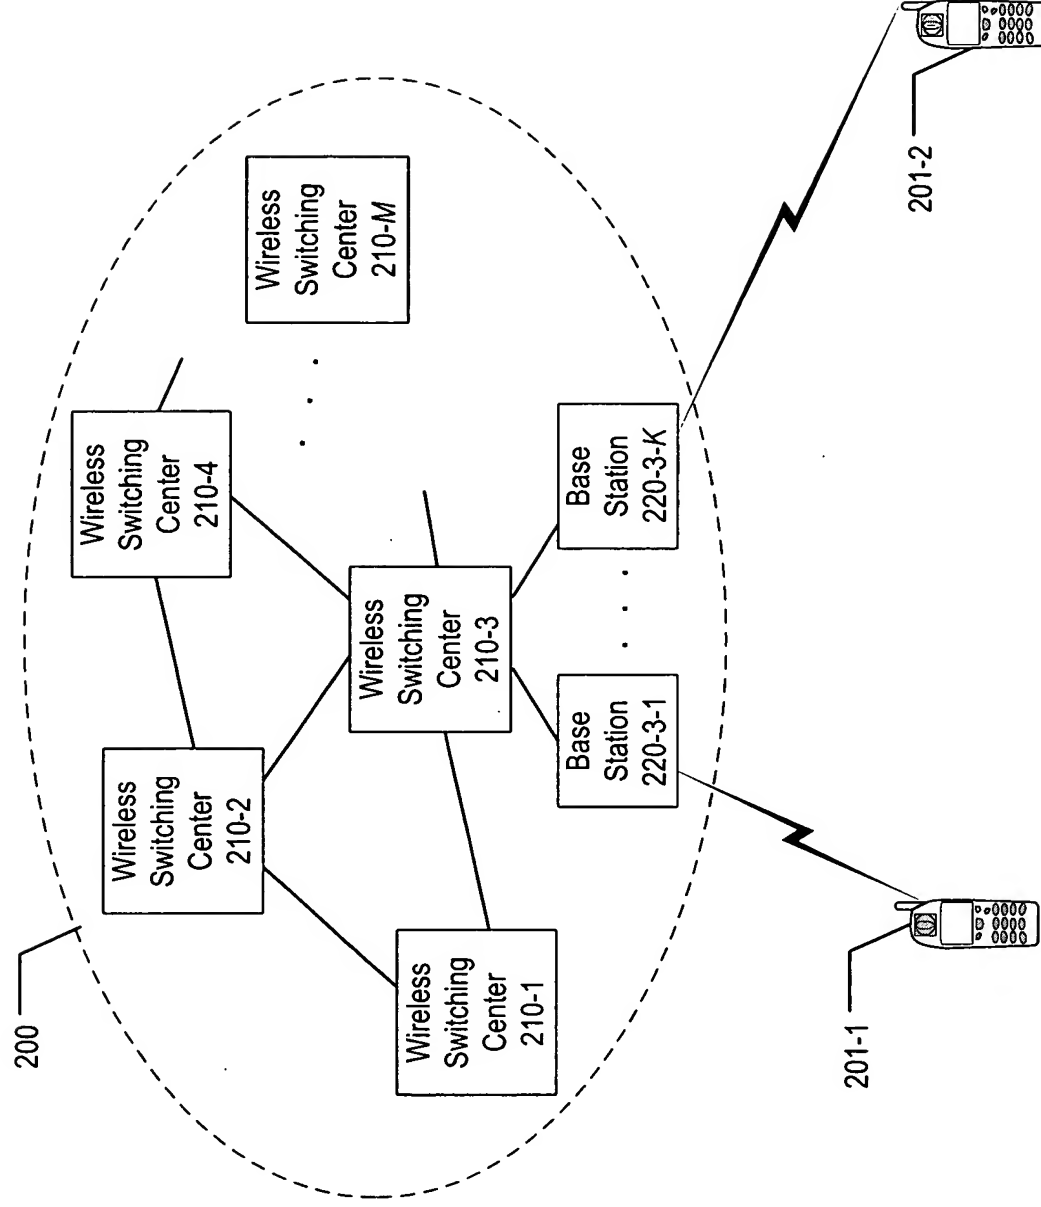 200
Wireless
Switching
Center
210-1
Wireless
Switching
Center
210-2
Wireless
Switching
Center
210-3
Wireless
Switching
Center
210-4
Wireless
Switching
Center
210-M
Base
Station
220-3-1
Base
Station
220-3-K
201-1
201-2